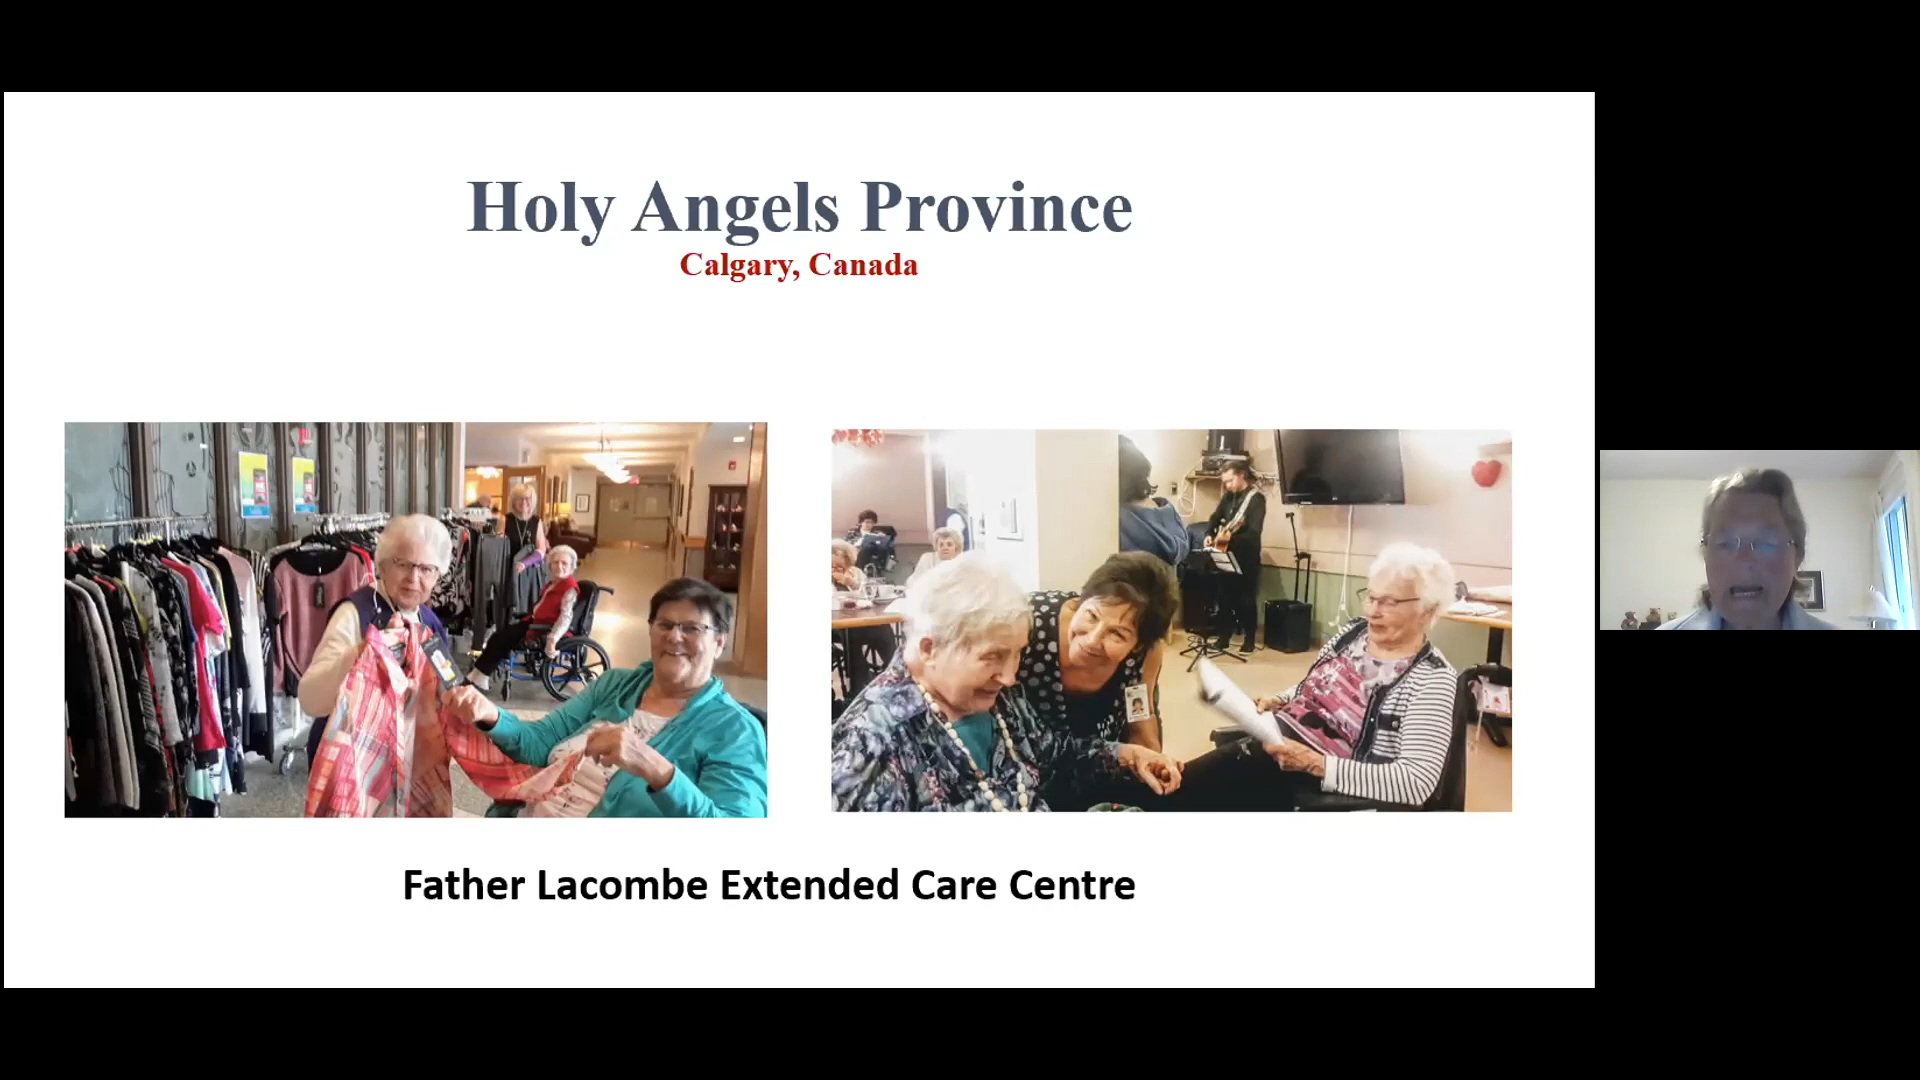 Holy Angels Province
Calgary, Canada
Father Lacombe Extended Care Centre